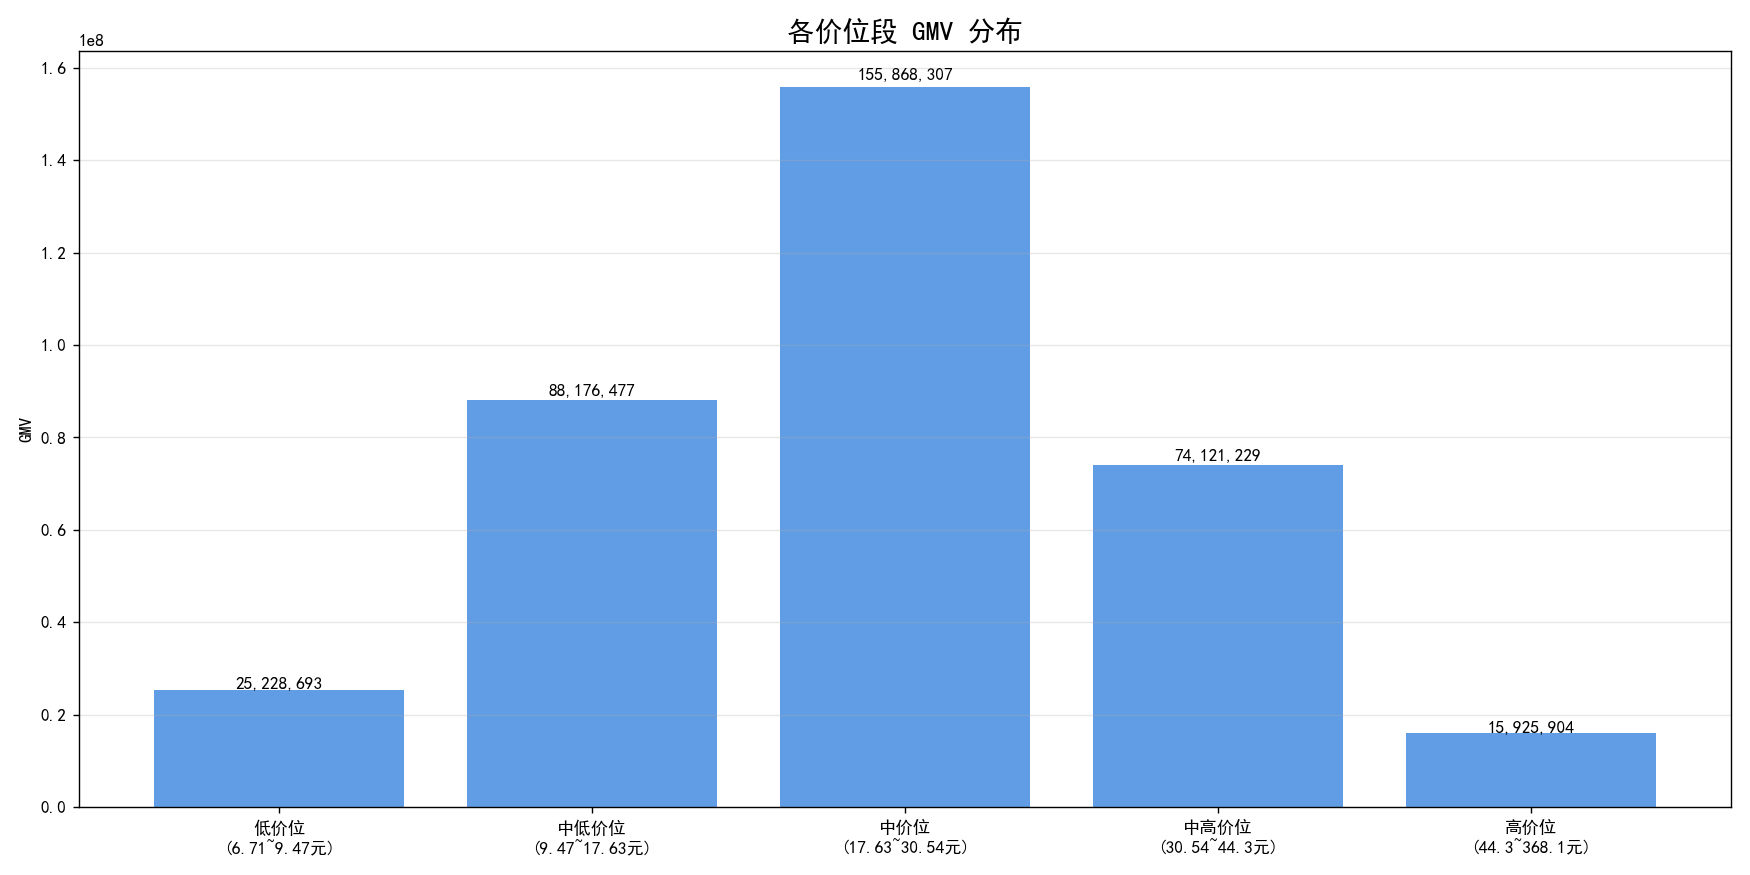 各价位段 GMV 分布
1e8
1.6
1.4
1.2
1.0
0.8
0.6
0.4
0.2
0.0
GMV
25,228,693
88,176,477
155,868,307
74,121,229
15,925,904
低价位
(6.71~9.47元)
中低价位
(9.47~17.63元)
中价位
(17.63~30.54元)
中高价位
(30.54~44.3元)
高价位
(44.3~368.1元)